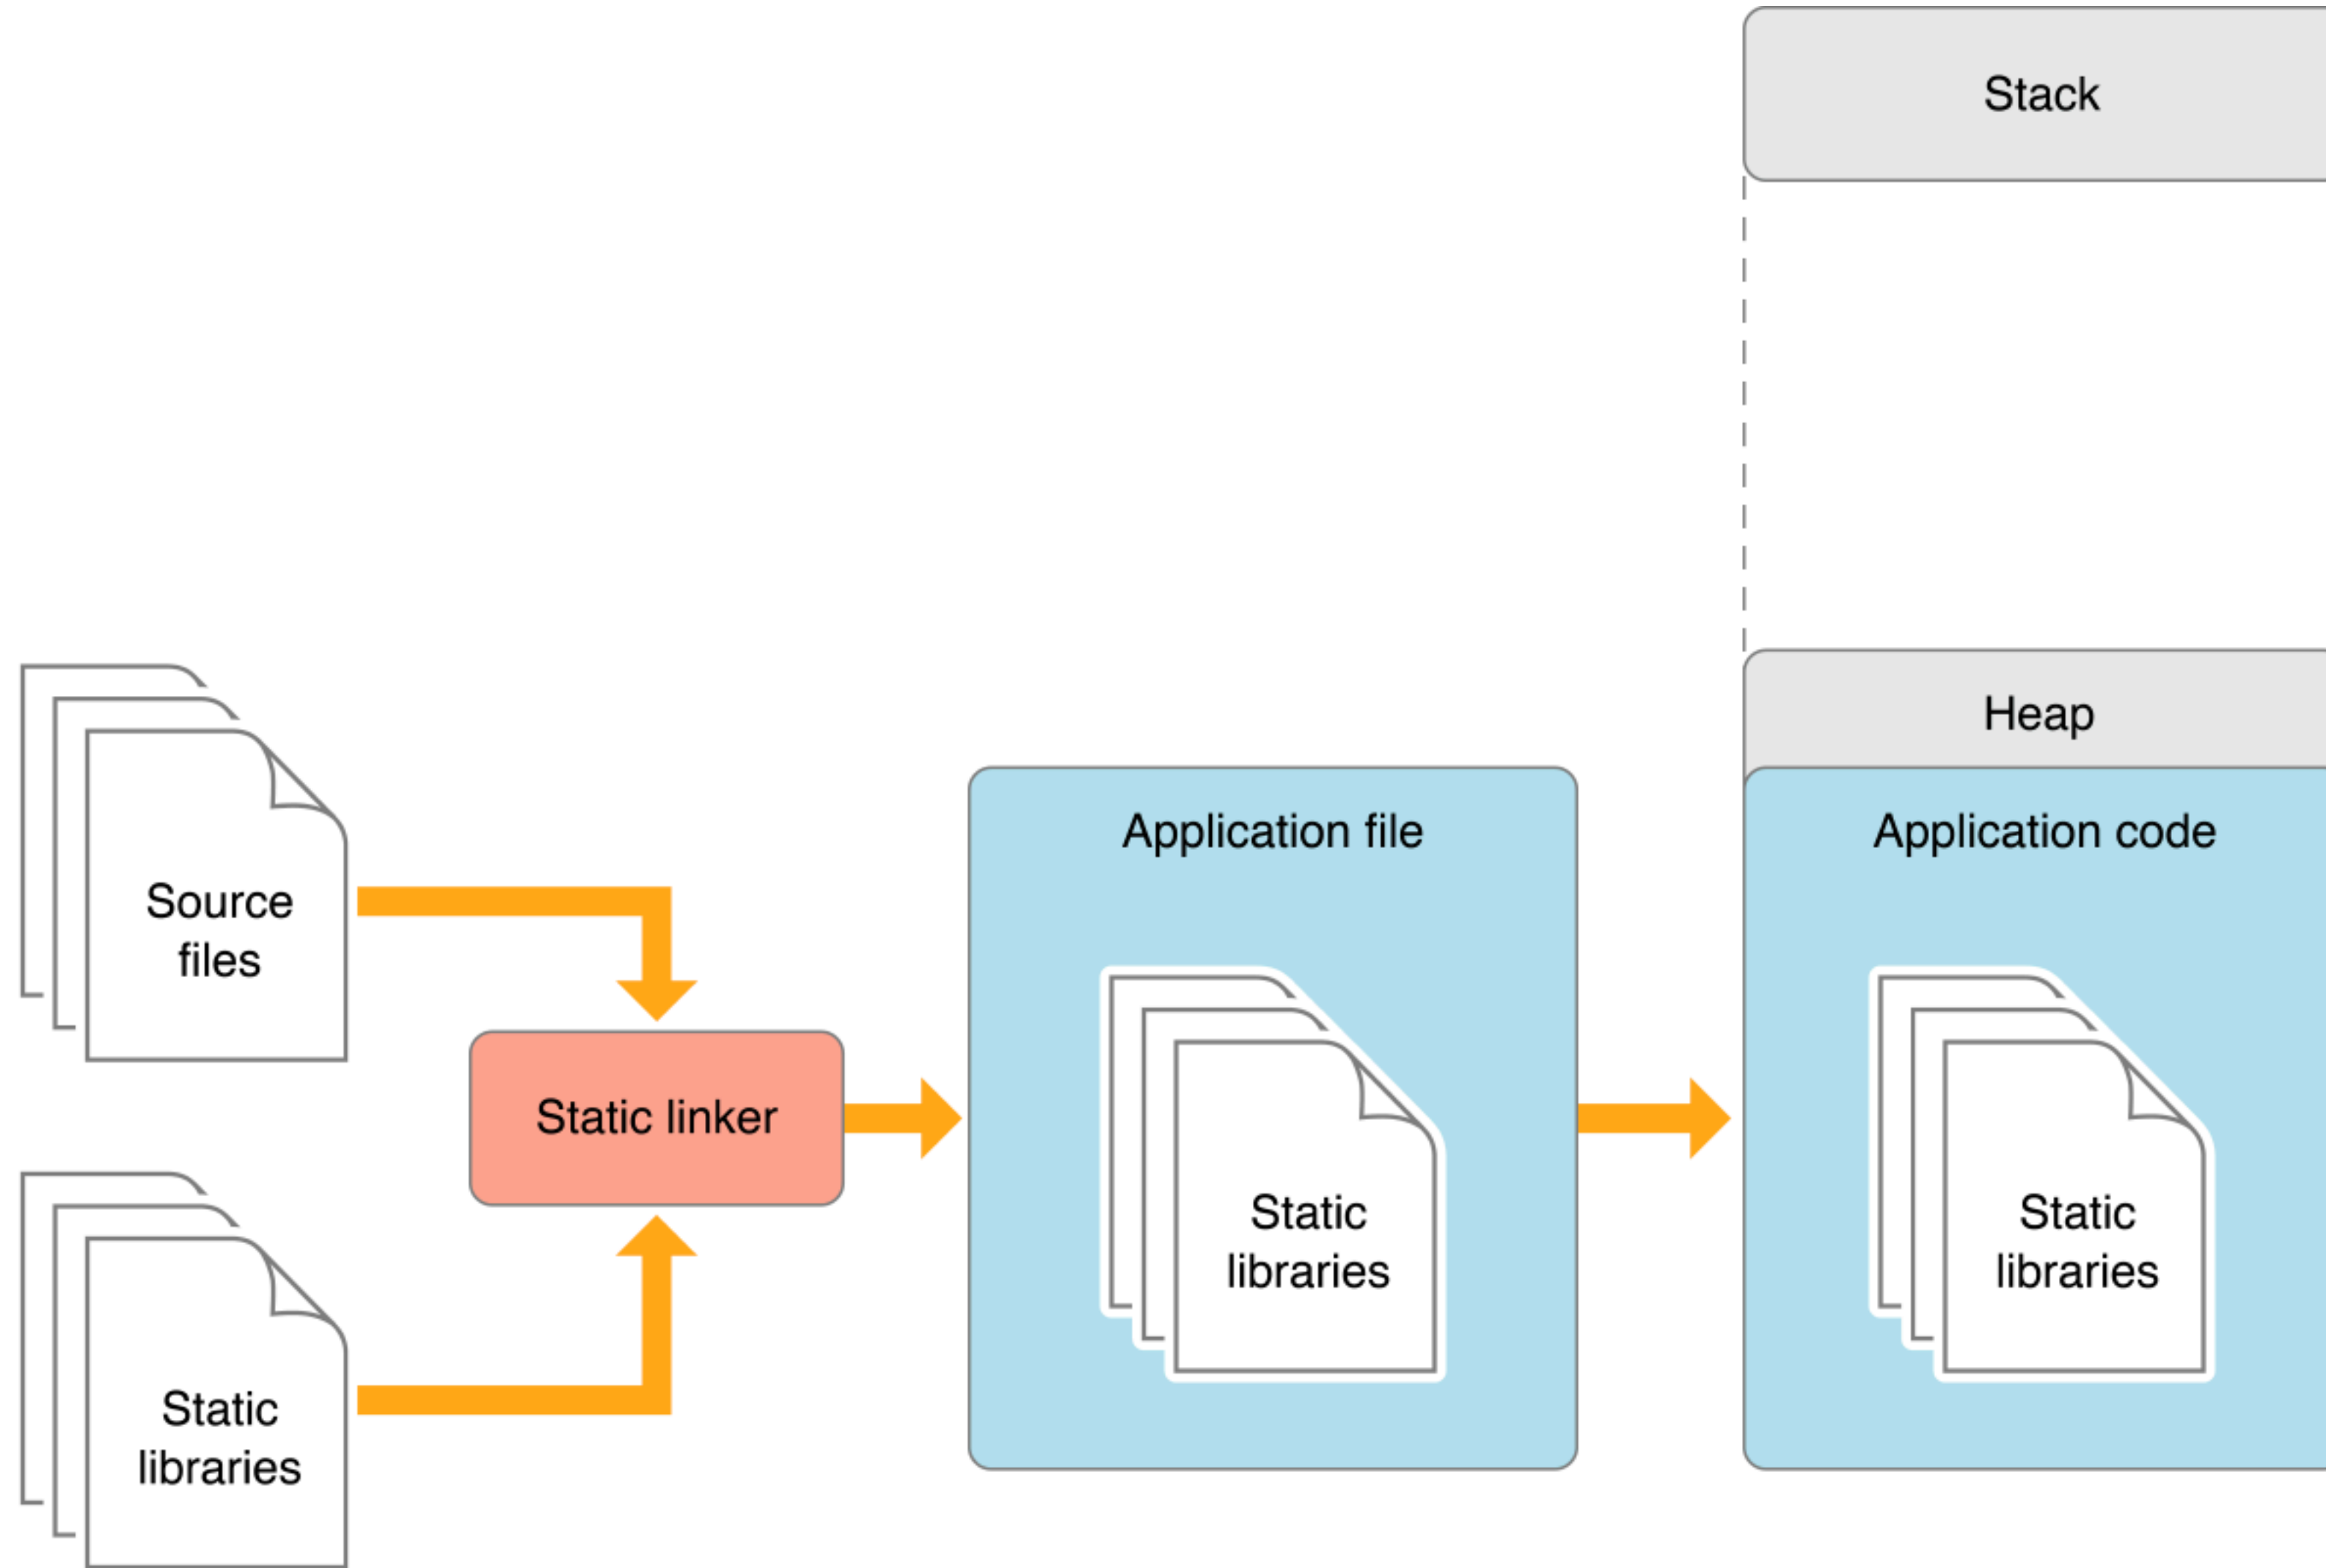 Stack
Heap
Application file
Application code
Source
files
Static linker
Static
libraries
Static
libraries
Static
libraries